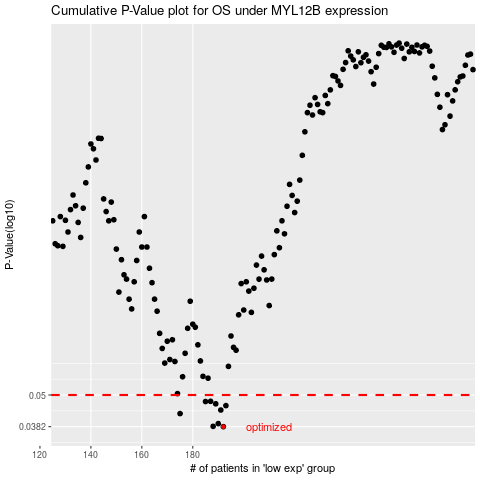 Cumulative P-Value plot for OS under MYL12B expression
P-Value(log10)
0.05
0.0382
optimized
120 140 160 180
# of patients in 'low exp' group